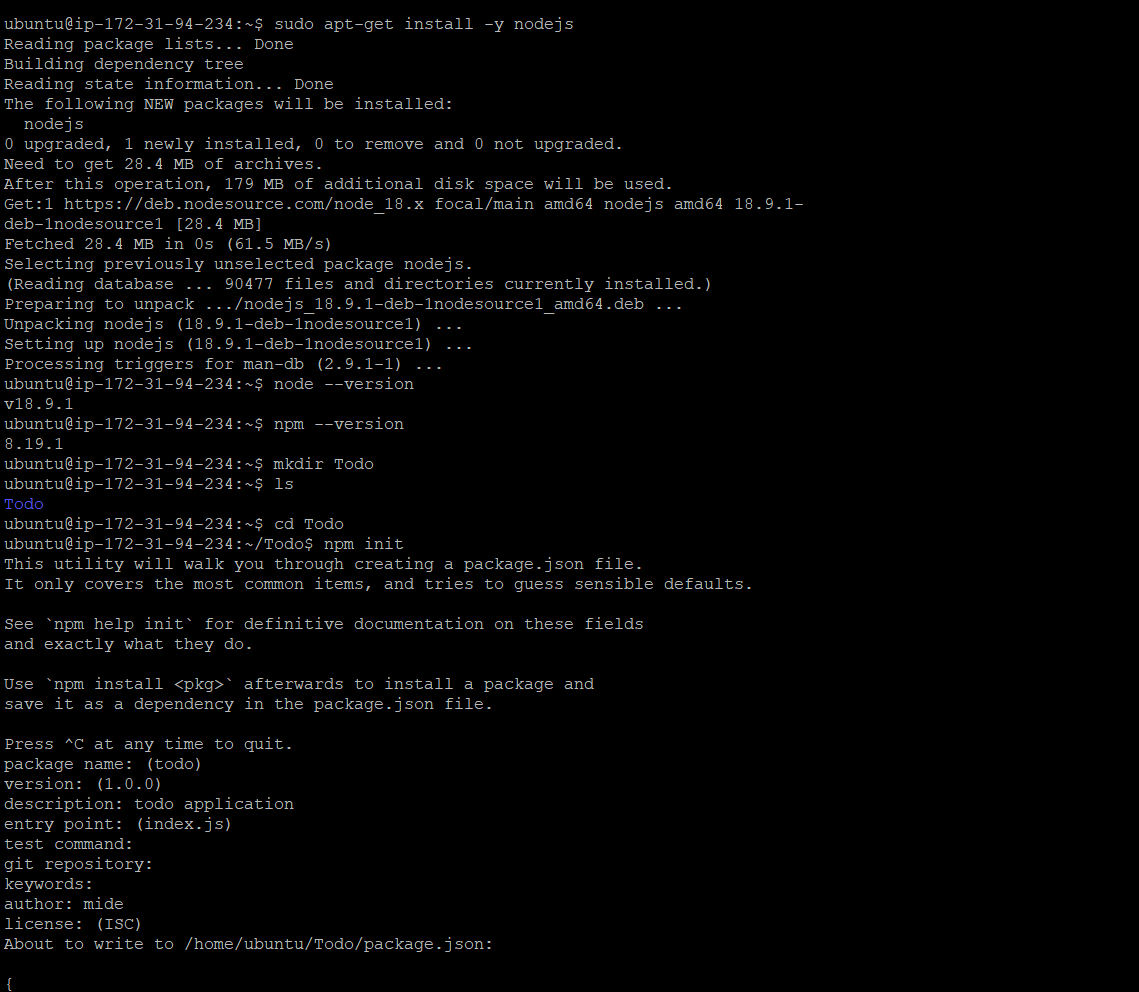 ubuntu@ip-172-31-94-234:~$ sudo apt-get install -y nodejs
Reading package lists... Done
Building dependency tree
Reading state information... Done
The following NEW packages will be installed:
  nodejs
0 upgraded, 1 newly installed, 0 to remove and 0 not upgraded.
Need to get 28.4 MB of archives.
After this operation, 179 MB of additional disk space will be used.
Get:1 https://deb.nodesource.com/node_18.x focal/main amd64 nodejs amd64 18.9.1-
deb-1nodesource1 [28.4 MB]
Fetched 28.4 MB in 0s (61.5 MB/s)
Selecting previously unselected package nodejs.
(Reading database ... 90477 files and directories currently installed.)
Preparing to unpack .../nodejs_18.9.1-deb-1nodesource1_amd64.deb ...
Unpacking nodejs (18.9.1-deb-1nodesource1) ...
Setting up nodejs (18.9.1-deb-1nodesource1) ...
Processing triggers for man-db (2.9.1-1) ...
ubuntu@ip-172-31-94-234:~$ node --version
v18.9.1
ubuntu@ip-172-31-94-234:~$ npm --version
8.19.1
ubuntu@ip-172-31-94-234:~$ mkdir Todo
ubuntu@ip-172-31-94-234:~$ ls
Todo
ubuntu@ip-172-31-94-234:~$ cd Todo
ubuntu@ip-172-31-94-234:~/Todo$ npm init
This utility will walk you through creating a package.json file.
It only covers the most common items, and tries to guess sensible defaults.

See `npm help init` for definitive documentation on these fields
and exactly what they do.

Use `npm install <pkg>` afterwards to install a package and
save it as a dependency in the package.json file.

Press ^C at any time to quit.
package name: (todo)
version: (1.0.0)
description: todo application
entry point: (index.js)
test command:
git repository:
keywords:
author: mide
license: (ISC)
About to write to /home/ubuntu/Todo/package.json:

{